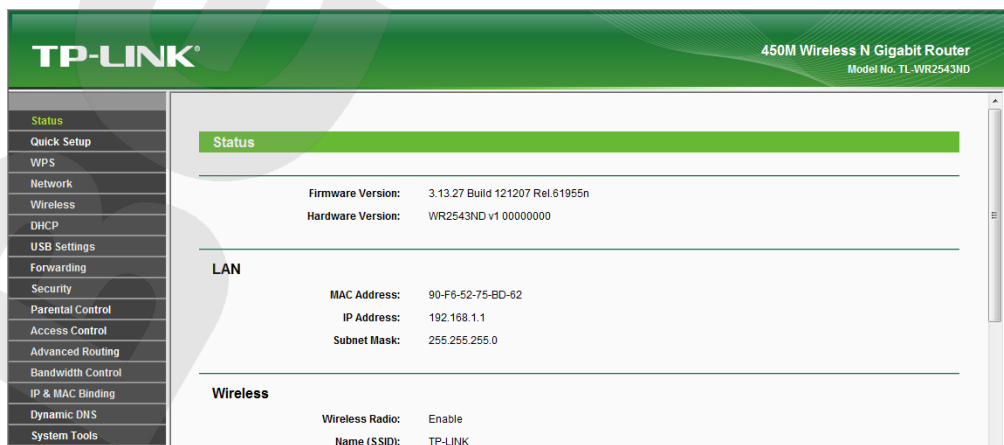 TP-LINK®
450M Wireless N Gigabit Router
Model No. TL-WR2543ND
Status
Quick Setup
WPS
Network
Wireless
DHCP
USB Settings
Forwarding
Security
Parental Control
Access Control
Advanced Routing
Bandwidth Control
IP & MAC Binding
Dynamic DNS
System Tools
Status
Firmware Version: 3.13.27 Build 121207 Rel.61955n
Hardware Version: WR2543ND v1 00000000
LAN
MAC Address: 90-F6-52-75-BD-62
IP Address: 192.168.1.1
Subnet Mask: 255.255.255.0
Wireless
Wireless Radio: Enable
Name (SSID): TP-LINK